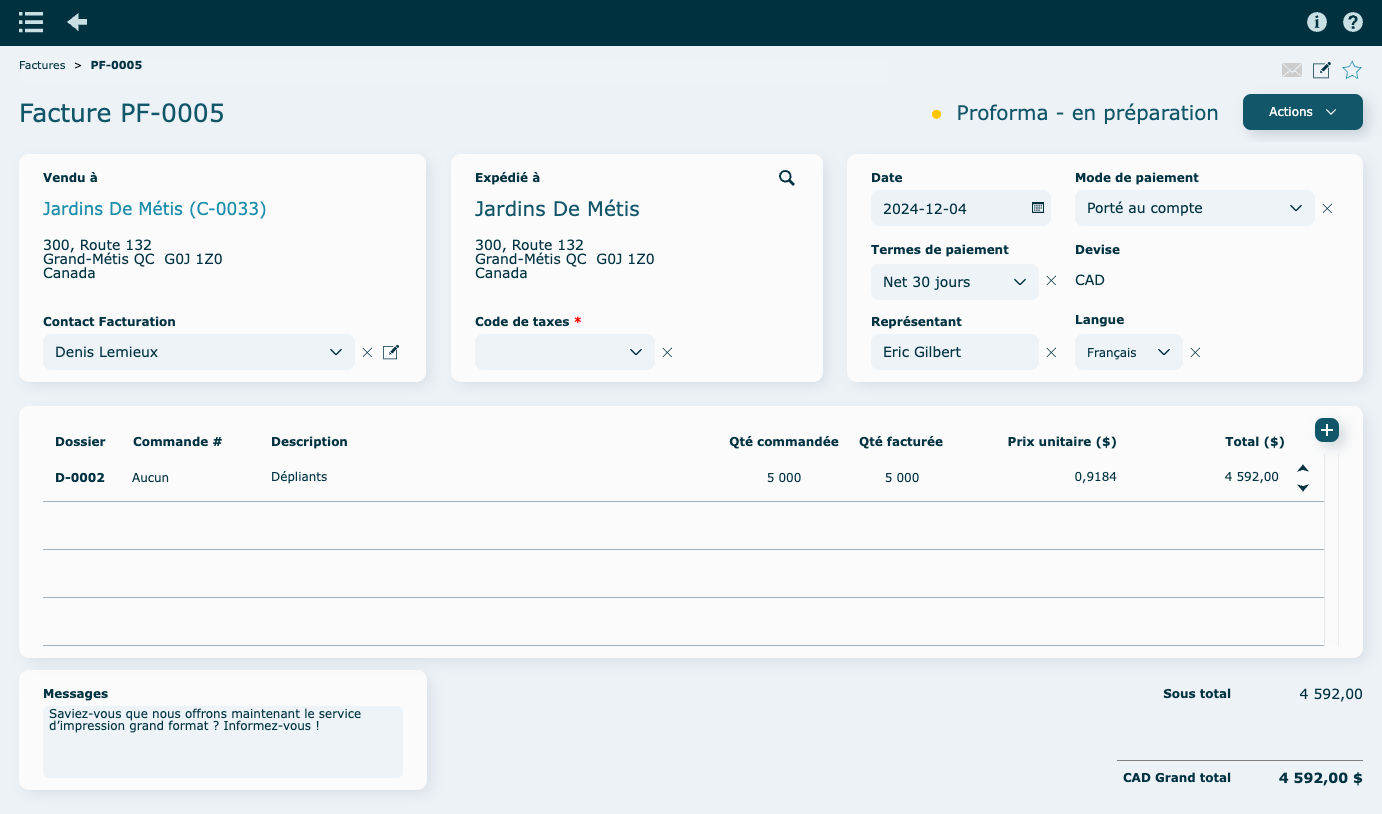 Factures > PF-0005
Facture PF-0005
Proforma - en préparation
Actions
Vendu à
Jardins De Métis (C-0033)
300, Route 132
Grand-Métis QC  G0J 1Z0
Canada
Contact Facturation
Denis Lemieux
Expédié à
Jardins De Métis
300, Route 132
Grand-Métis QC  G0J 1Z0
Canada
Code de taxes *
Date
2024-12-04
Mode de paiement
Porté au compte
Termes de paiement
Net 30 jours
Devise
CAD
Représentant
Eric Gilbert
Langue
Français
Dossier Commande # Description Qté commandée Qté facturée Prix unitaire ($) Total ($)
D-0002 Aucun Dépliants 5 000 5 000 0,9184 4 592,00
Messages
Saviez-vous que nous offrons maintenant le service
d’impression grand format ? Informez-vous !
Sous total 4 592,00
CAD Grand total 4 592,00 $